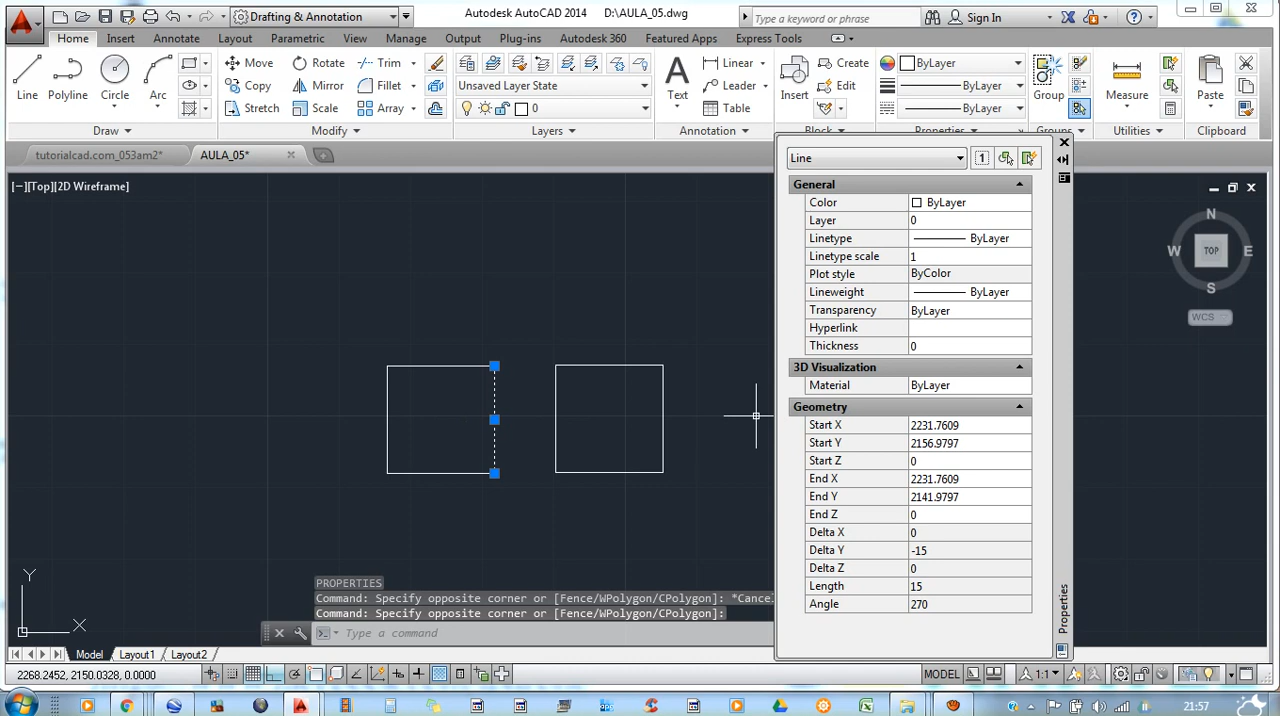 Drafting & Annotation
Autodesk AutoCAD 2014 D:\AULA_05.dwg
Type a keyword or phrase
Sign In
Home Insert Annotate Layout Parametric View Manage Output Plug-ins Autodesk 360 Featured Apps Express Tools
Line Polyline Circle Arc
Move Rotate Trim
Copy Mirror Fillet
Stretch Scale Array
Unsaved Layer State
0
Text
Linear
Leader
Table
Insert
Create
Edit
ByLayer
ByLayer
ByLayer
Group
Measure
Paste
Draw Modify Layers Annotation Block Properties Groups Utilities Clipboard
tutorialcad.com_053am2* AULA_05*
[−][Top][2D Wireframe]
N
W TOP E
S
WCS
Line
1
General
Color ByLayer
Layer 0
Linetype ByLayer
Linetype scale 1
Plot style ByColor
Lineweight ByLayer
Transparency ByLayer
Hyperlink
Thickness 0
3D Visualization
Material ByLayer
Geometry
Start X 2231.7609
Start Y 2156.9797
Start Z 0
End X 2231.7609
End Y 2141.9797
End Z 0
Delta X 0
Delta Y -15
Delta Z 0
Length 15
Angle 270
Properties
Y
X
PROPERTIES
Command: Specify opposite corner or [Fence/WPolygon/CPolygon]: *Cance
Command: Specify opposite corner or [Fence/WPolygon/CPolygon]:
Type a command
Model Layout1 Layout2
2268.2452, 2150.0328, 0.0000
MODEL
1:1
21:57